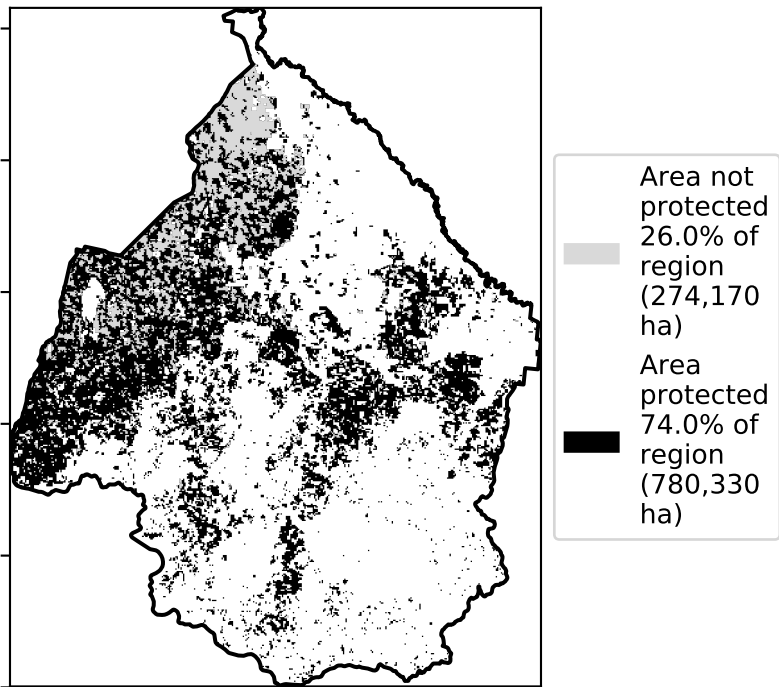 Area not
protected
26.0% of
region
(274,170
ha)
Area
protected
74.0% of
region
(780,330
ha)